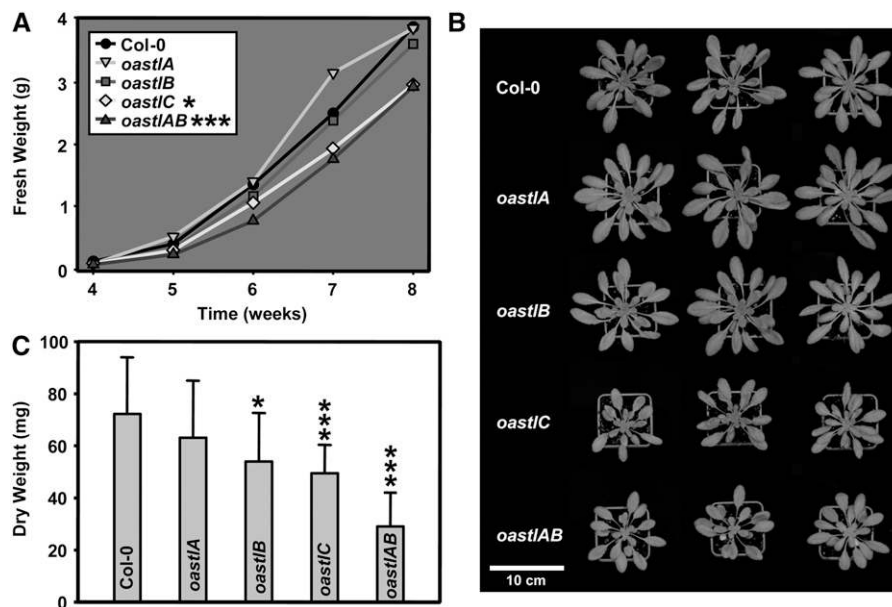 A
Fresh Weight (g)
4
3
2
1
0
Col-0
oastlA
oastlB
oastlC *
oastlAB ***
4 5 6 7 8
Time (weeks)
B
Col-0
oastlA
oastlB
oastlC
oastlAB
10 cm
C
Dry Weight (mg)
100
80
60
40
20
0
Col-0
oastlA
*
oastlB
***
oastlC
***
oastlAB